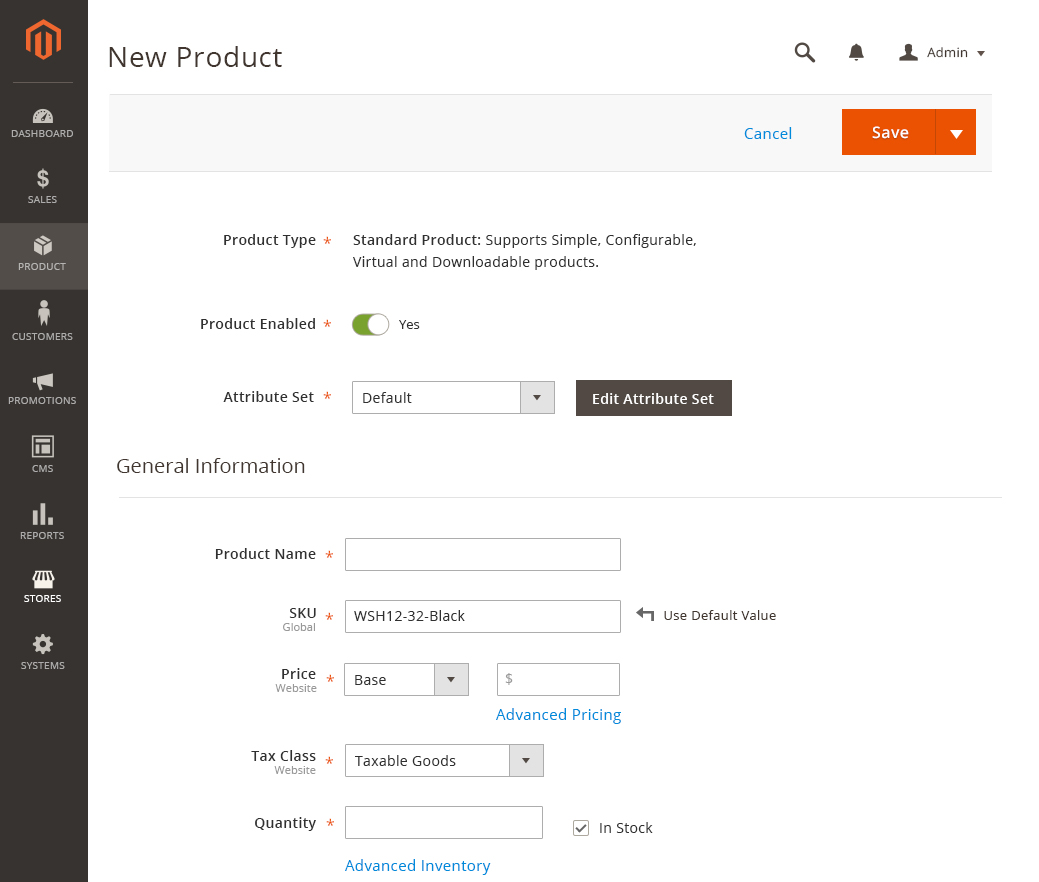 New Product
Admin
DASHBOARD
SALES
PRODUCT
CUSTOMERS
PROMOTIONS
CMS
REPORTS
STORES
SYSTEMS
Cancel
Save
Product Type *
Standard Product: Supports Simple, Configurable,
Virtual and Downloadable products.
Product Enabled * Yes
Attribute Set * Default Edit Attribute Set
General Information
Product Name *
SKU * WSH12-32-Black Use Default Value
Global
Price * Base $
Website
Advanced Pricing
Tax Class * Taxable Goods
Website
Quantity * In Stock
Advanced Inventory